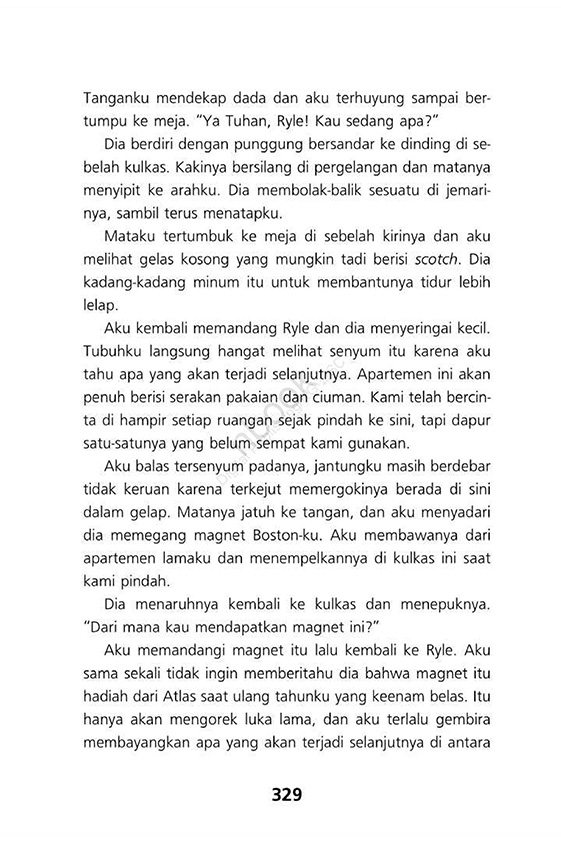 Tanganku mendekap dada dan aku terhuyung sampai ber-
tumpu ke meja. “Ya Tuhan, Ryle! Kau sedang apa?”
Dia berdiri dengan punggung bersandar ke dinding di se-
belah kulkas. Kakinya bersilang di pergelangan dan matanya
menyipit ke arahku. Dia membolak-balik sesuatu di jemari-
nya, sambil terus menatapku.
Mataku tertumbuk ke meja di sebelah kirinya dan aku
melihat gelas kosong yang mungkin tadi berisi scotch. Dia
kadang-kadang minum itu untuk membantunya tidur lebih
lelap.
Aku kembali memandang Ryle dan dia menyeringai kecil.
Tubuhku langsung hangat melihat senyum itu karena aku
tahu apa yang akan terjadi selanjutnya. Apartemen ini akan
penuh berisi serakan pakaian dan ciuman. Kami telah bercin-
ta di hampir setiap ruangan sejak pindah ke sini, tapi dapur
satu-satunya yang belum sempat kami gunakan.
Aku balas tersenyum padanya, jantungku masih berdebar
tidak keruan karena terkejut memergokinya berada di sini
dalam gelap. Matanya jatuh ke tangan, dan aku menyadari
dia memegang magnet Boston-ku. Aku membawanya dari
apartemen lamaku dan menempelkannya di kulkas ini saat
kami pindah.
Dia menaruhnya kembali ke kulkas dan menepuknya.
“Dari mana kau mendapatkan magnet ini?”
Aku memandangi magnet itu lalu kembali ke Ryle. Aku
sama sekali tidak ingin memberitahu dia bahwa magnet itu
hadiah dari Atlas saat ulang tahunku yang keenam belas. Itu
hanya akan mengorek luka lama, dan aku terlalu gembira
membayangkan apa yang akan terjadi selanjutnya di antara
329